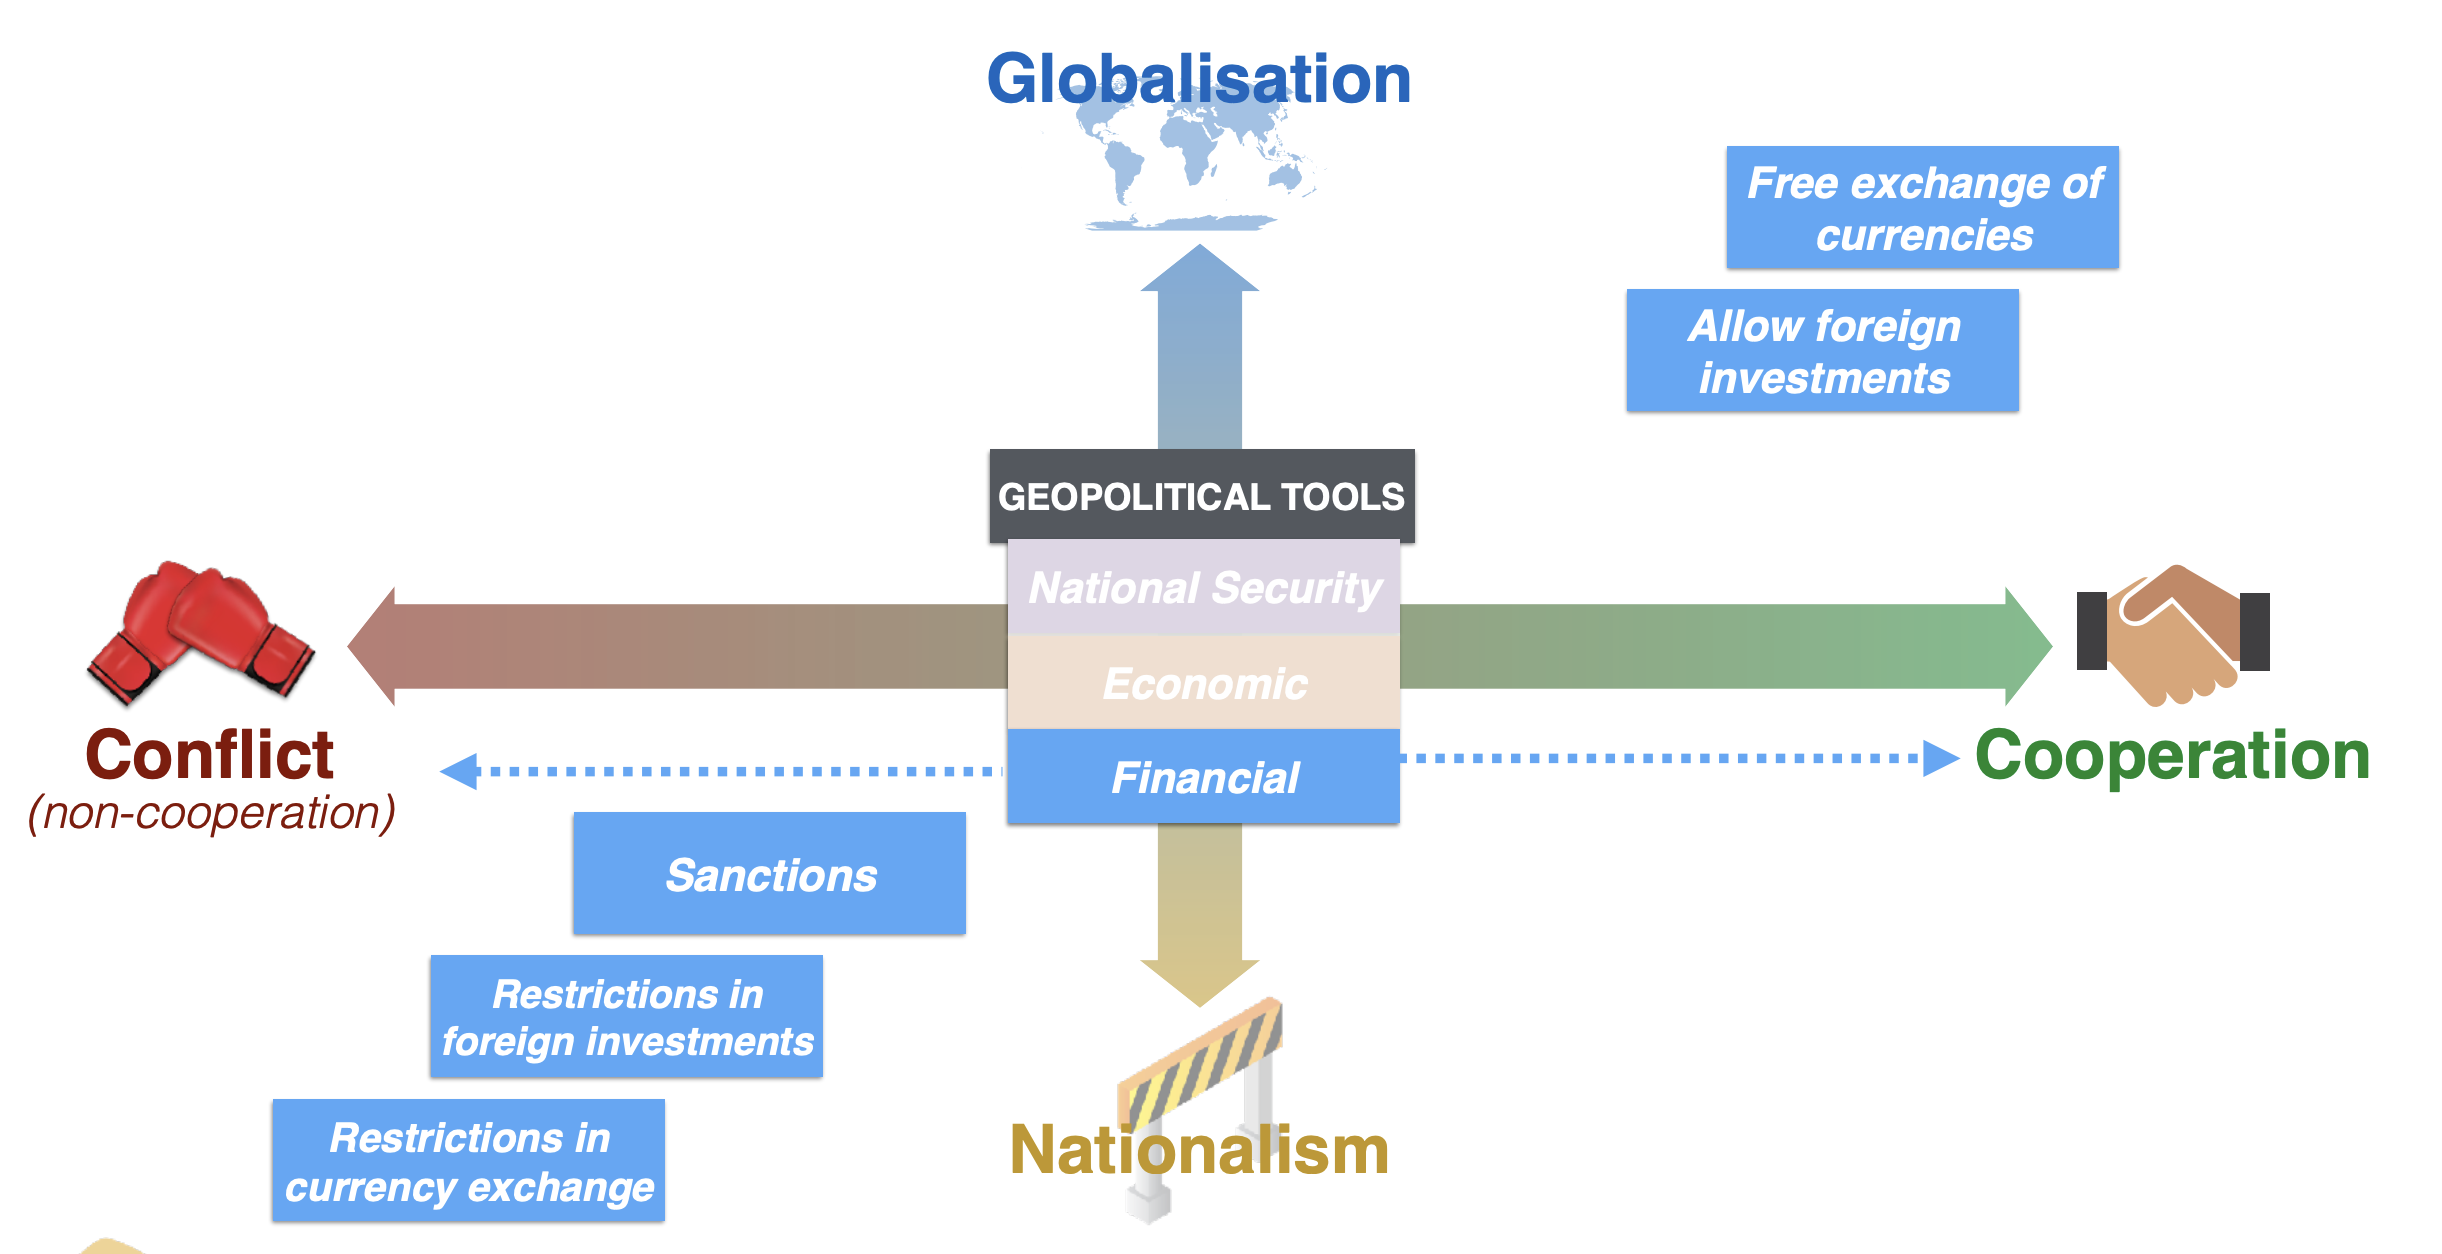 Globalisation
Free exchange of
currencies
Allow foreign
investments
GEOPOLITICAL TOOLS
National Security
Economic
Financial
Conflict
(non-cooperation)
Cooperation
Sanctions
Restrictions in
foreign investments
Restrictions in
currency exchange
Nationalism